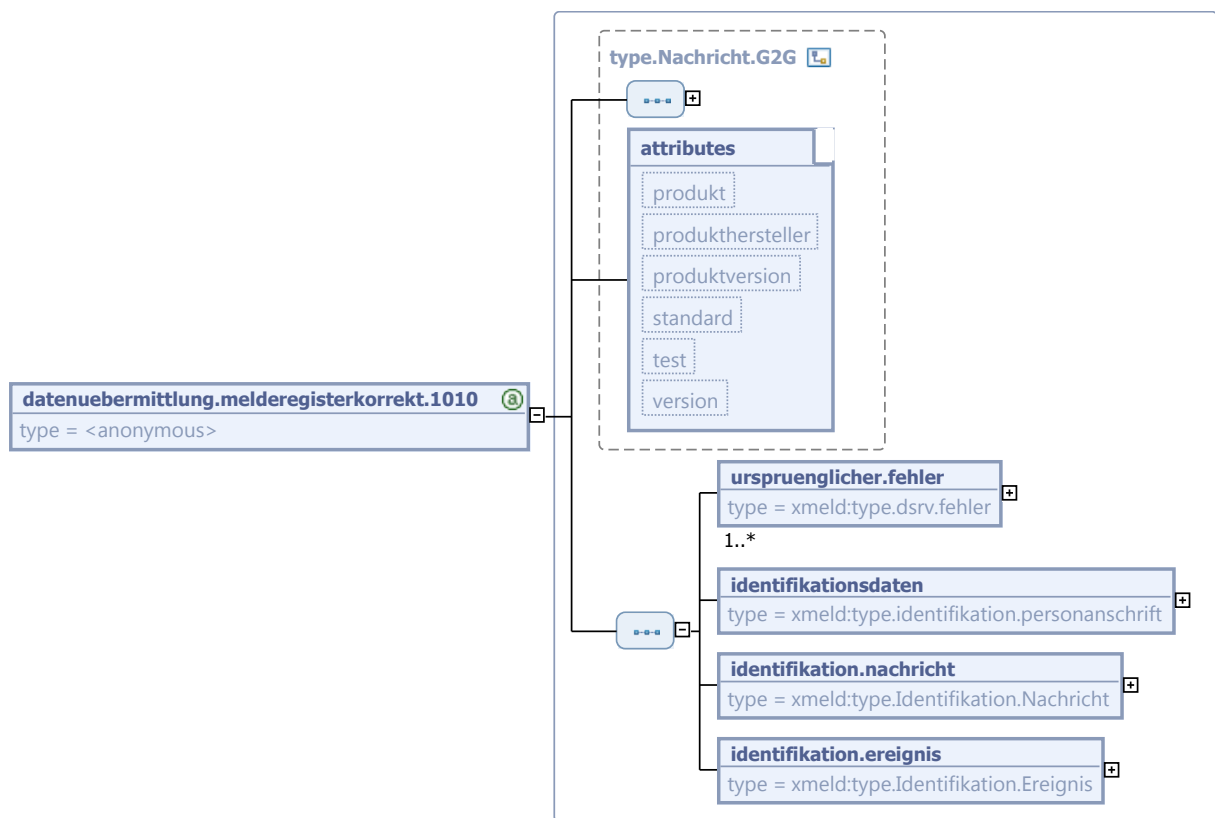 type.Nachricht.G2G
attributes
produkt
produkthersteller
produktversion
standard
test
version
datenuebermittlung.melderegisterkorrekt.1010
type = <anonymous>
urspruenglicher.fehler
type = xmeld:type.dsrv.fehler
1..*
identifikationsdaten
type = xmeld:type.identifikation.personanschrift
identifikation.nachricht
type = xmeld:type.Identifikation.Nachricht
identifikation.ereignis
type = xmeld:type.Identifikation.Ereignis